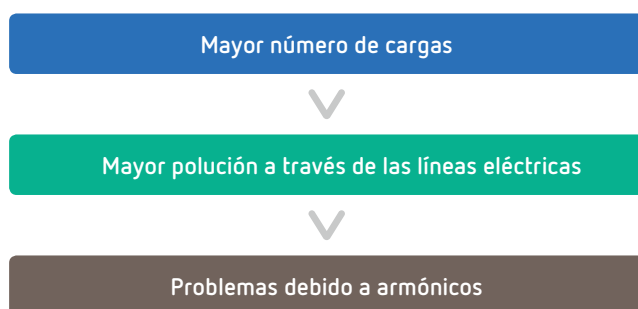 Mayor número de cargas
Mayor polución a través de las líneas eléctricas
Problemas debido a armónicos